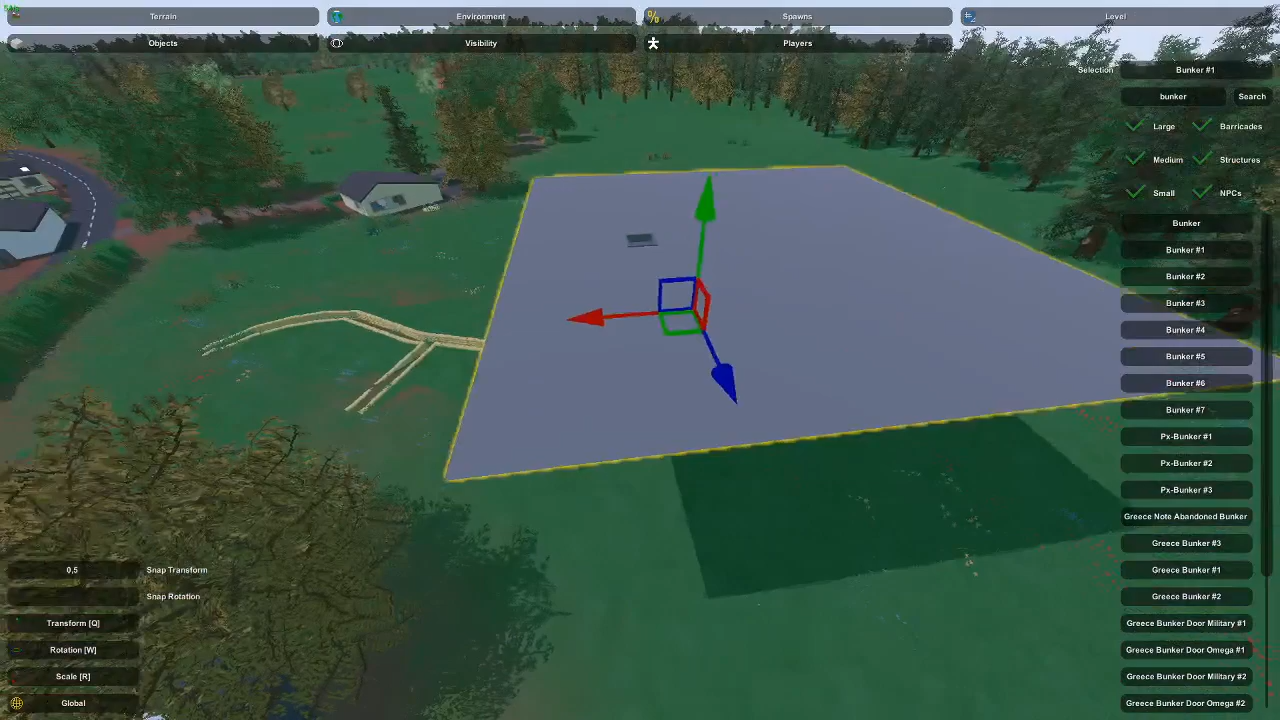 Terrain
Environment
Spawns
Level
Objects
Visibility
Players
Selection
Bunker #1
bunker
Search
Large
Barricades
Medium
Structures
Small
NPCs
Bunker
Bunker #1
Bunker #2
Bunker #3
Bunker #4
Bunker #5
Bunker #6
Bunker #7
Px-Bunker #1
Px-Bunker #2
Px-Bunker #3
Greece Note Abandoned Bunker
Greece Bunker #3
Greece Bunker #1
Greece Bunker #2
Greece Bunker Door Military #1
Greece Bunker Door Omega #1
Greece Bunker Door Military #2
Greece Bunker Door Omega #2
0,5
Snap Transform
Snap Rotation
Transform [Q]
Rotation [W]
Scale [R]
Global